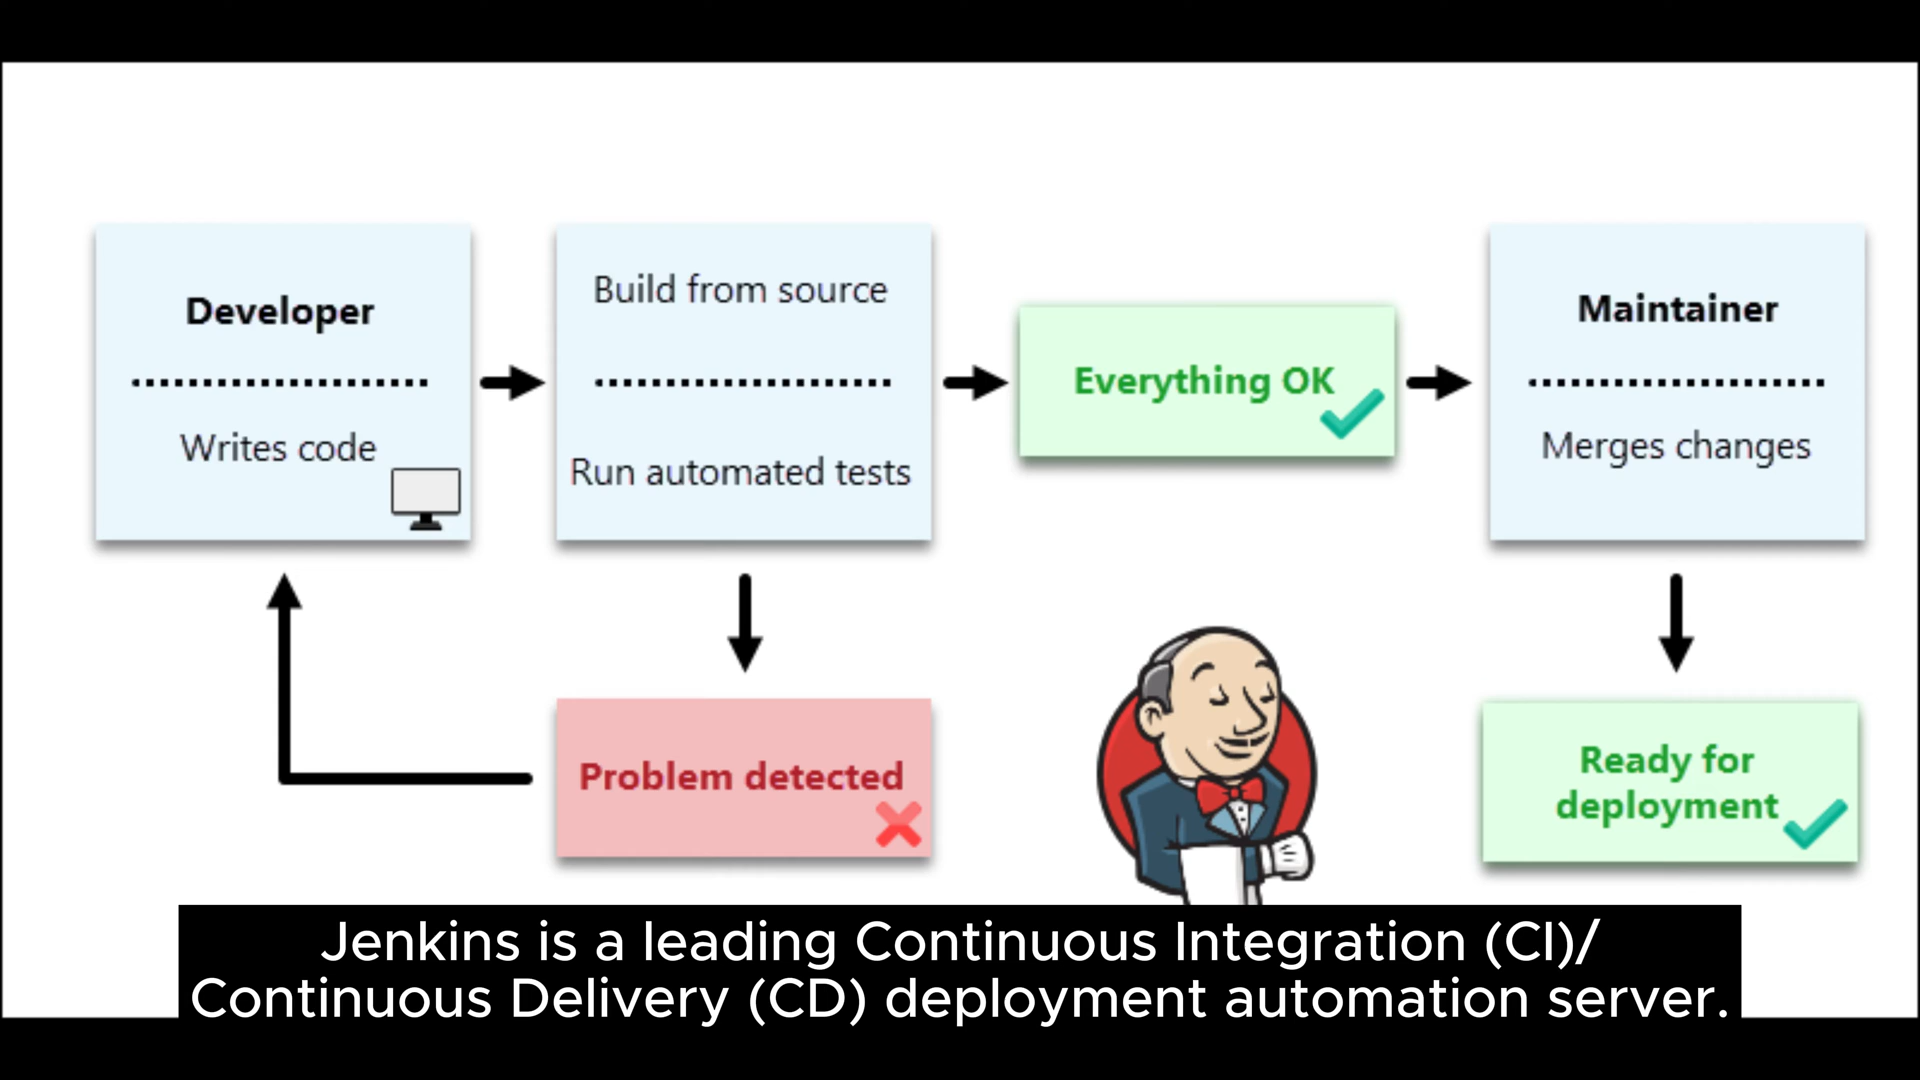 Developer
Writes code
Build from source
Run automated tests
Everything OK
Maintainer
Merges changes
Problem detected
Ready for
deployment
Jenkins is a leading Continuous Integration (CI)/
Continuous Delivery (CD) deployment automation server.